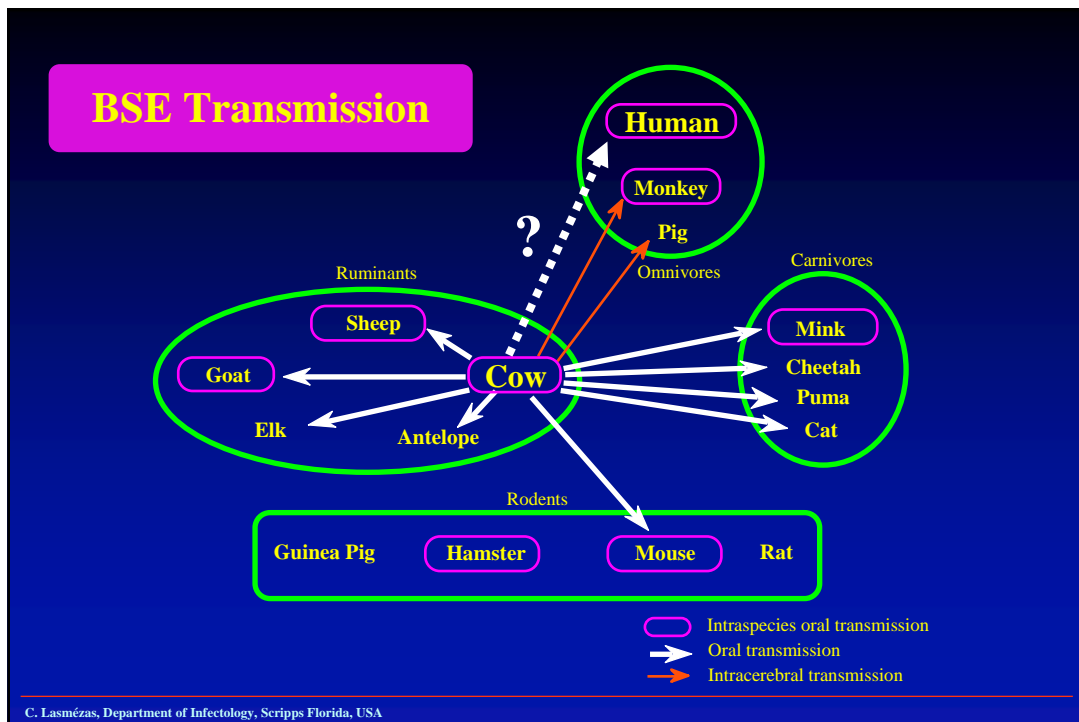 BSE Transmission
Human
Monkey
Pig
?
Omnivores
Carnivores
Ruminants
Sheep
Mink
Goat
Cow
Cheetah
Puma
Elk
Antelope
Cat
Rodents
Guinea Pig
Hamster
Mouse
Rat
Intraspecies oral transmission
Oral transmission
Intracerebral transmission
C. Lasmézas, Department of Infectology, Scripps Florida, USA